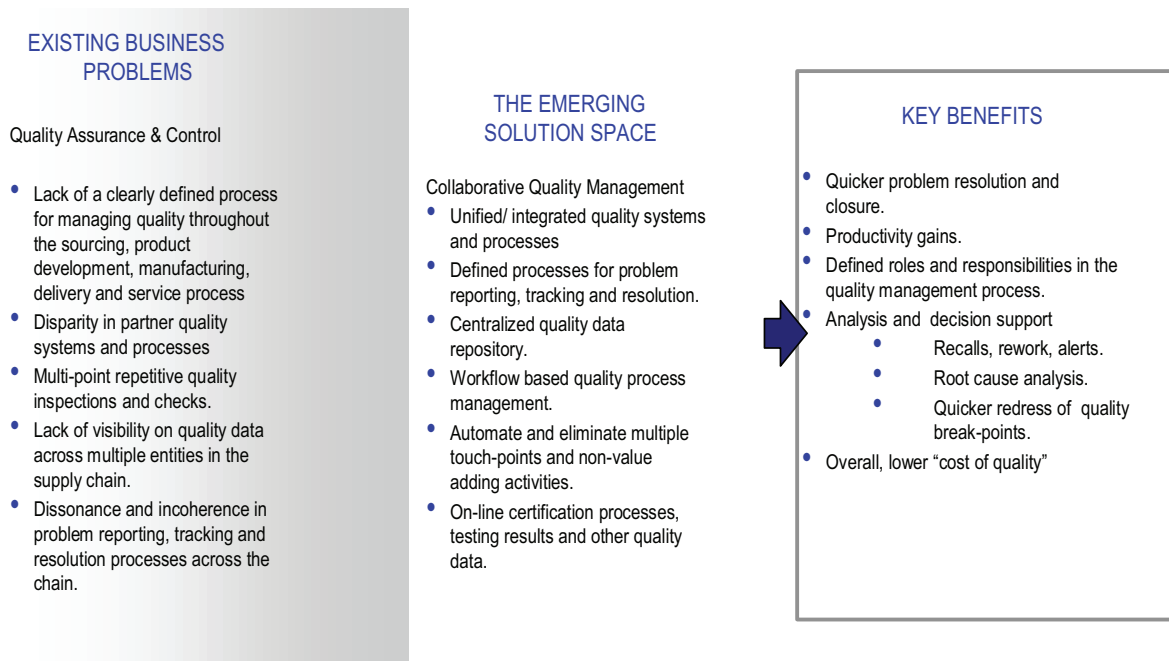 EXISTING BUSINESS
PROBLEMS
Quality Assurance & Control
• Lack of a clearly defined process
for managing quality throughout
the sourcing, product
development, manufacturing,
delivery and service process
• Disparity in partner quality
systems and processes
• Multi-point repetitive quality
inspections and checks.
• Lack of visibility on quality data
across multiple entities in the
supply chain.
• Dissonance and incoherence in
problem reporting, tracking and
resolution processes across the
chain.
THE EMERGING
SOLUTION SPACE
Collaborative Quality Management
• Unified/ integrated quality systems
and processes
• Defined processes for problem
reporting, tracking and resolution.
• Centralized quality data
repository.
• Workflow based quality process
management.
• Automate and eliminate multiple
touch-points and non-value
adding activities.
• On-line certification processes,
testing results and other quality
data.
KEY BENEFITS
• Quicker problem resolution and
closure.
• Productivity gains.
• Defined roles and responsibilities in the
quality management process.
• Analysis and decision support
• Recalls, rework, alerts.
• Root cause analysis.
• Quicker redress of quality
break-points.
• Overall, lower “cost of quality”